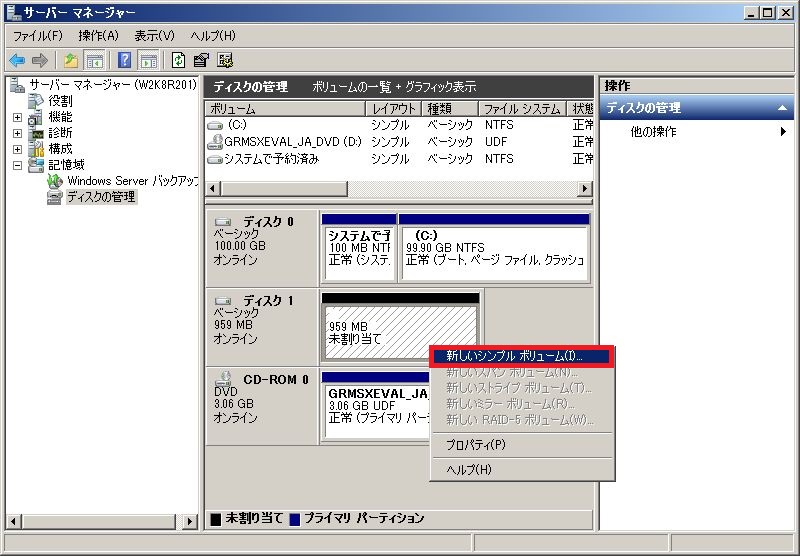 サーバー マネージャー
ファイル(F) 操作(A) 表示(V) ヘルプ(H)
サーバー マネージャー (W2K8R201)
役割
機能
診断
構成
記憶域
Windows Server バックアップ
ディスクの管理
ディスクの管理 ボリュームの一覧 + グラフィック表示
ボリューム レイアウト 種類 ファイル システム 状態
(C:) シンプル ベーシック NTFS 正常
GRMSXEVAL_JA_DVD (D:) シンプル ベーシック UDF 正常
システムで予約済み シンプル ベーシック NTFS 正常
ディスク 0
ベーシック
100.00 GB
オンライン
システムで予
100 MB NTF
正常 (システ
(C:)
99.90 GB NTFS
正常 (ブート, ページ ファイル, クラッシュ
ディスク 1
ベーシック
959 MB
オンライン
959 MB
未割り当て
CD-ROM 0
DVD
3.06 GB
オンライン
GRMSXEVAL_JA
3.06 GB UDF
正常 (プライマリ パー
新しいシンプル ボリューム(I)...
新しいスパン ボリューム(N)...
新しいストライプ ボリューム(T)...
新しいミラー ボリューム(R)...
新しい RAID-5 ボリューム(W)...
プロパティ(P)
ヘルプ(H)
未割り当て プライマリ パーティション
操作
ディスクの管理
他の操作